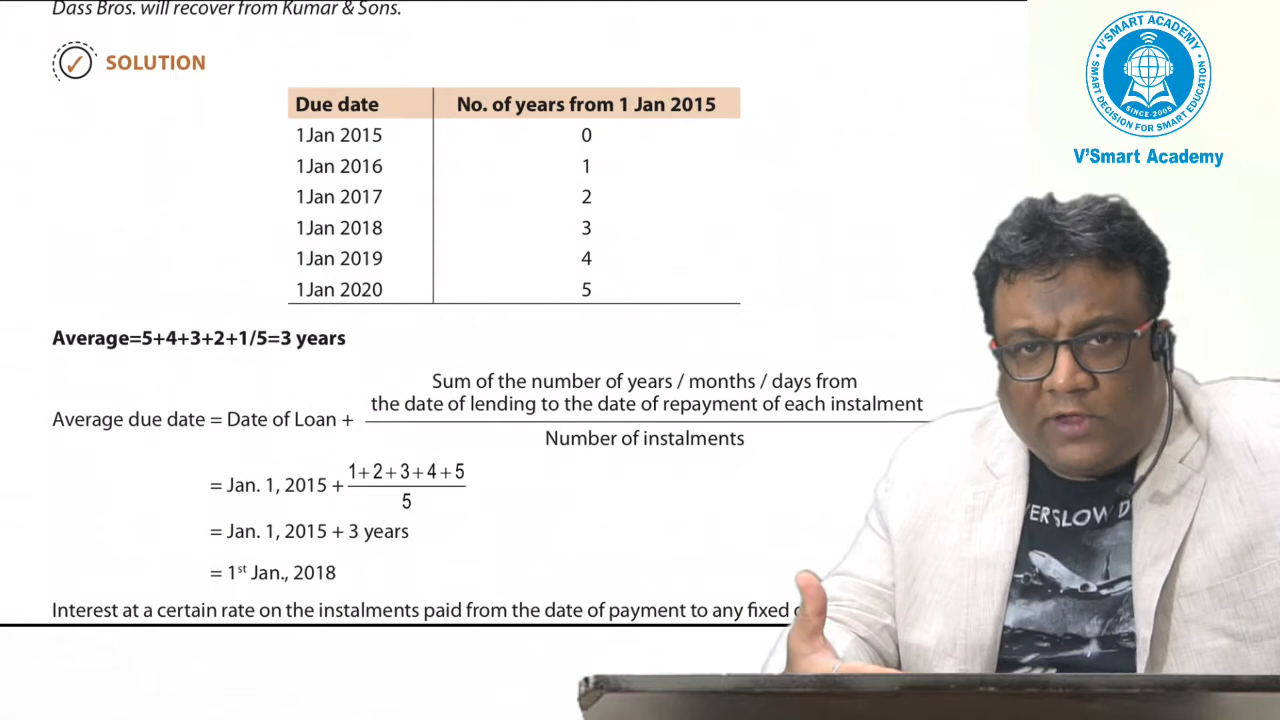 Dass Bros. will recover from Kumar & Sons.
SOLUTION
Due date No. of years from 1 Jan 2015
1Jan 2015 0
1Jan 2016 1
1Jan 2017 2
1Jan 2018 3
1Jan 2019 4
1Jan 2020 5
Average=5+4+3+2+1/5=3 years
Sum of the number of years / months / days from
the date of lending to the date of repayment of each instalment
Average due date = Date of Loan +
Number of instalments
1+2+3+4+5
= Jan. 1, 2015 +
5
= Jan. 1, 2015 + 3 years
= 1st Jan., 2018
Interest at a certain rate on the instalments paid from the date of payment to any fixed
V'SMART ACADEMY
SMART DECISION FOR SMART EDUCATION
SINCE 2005
V'Smart Academy
VERSLOW D